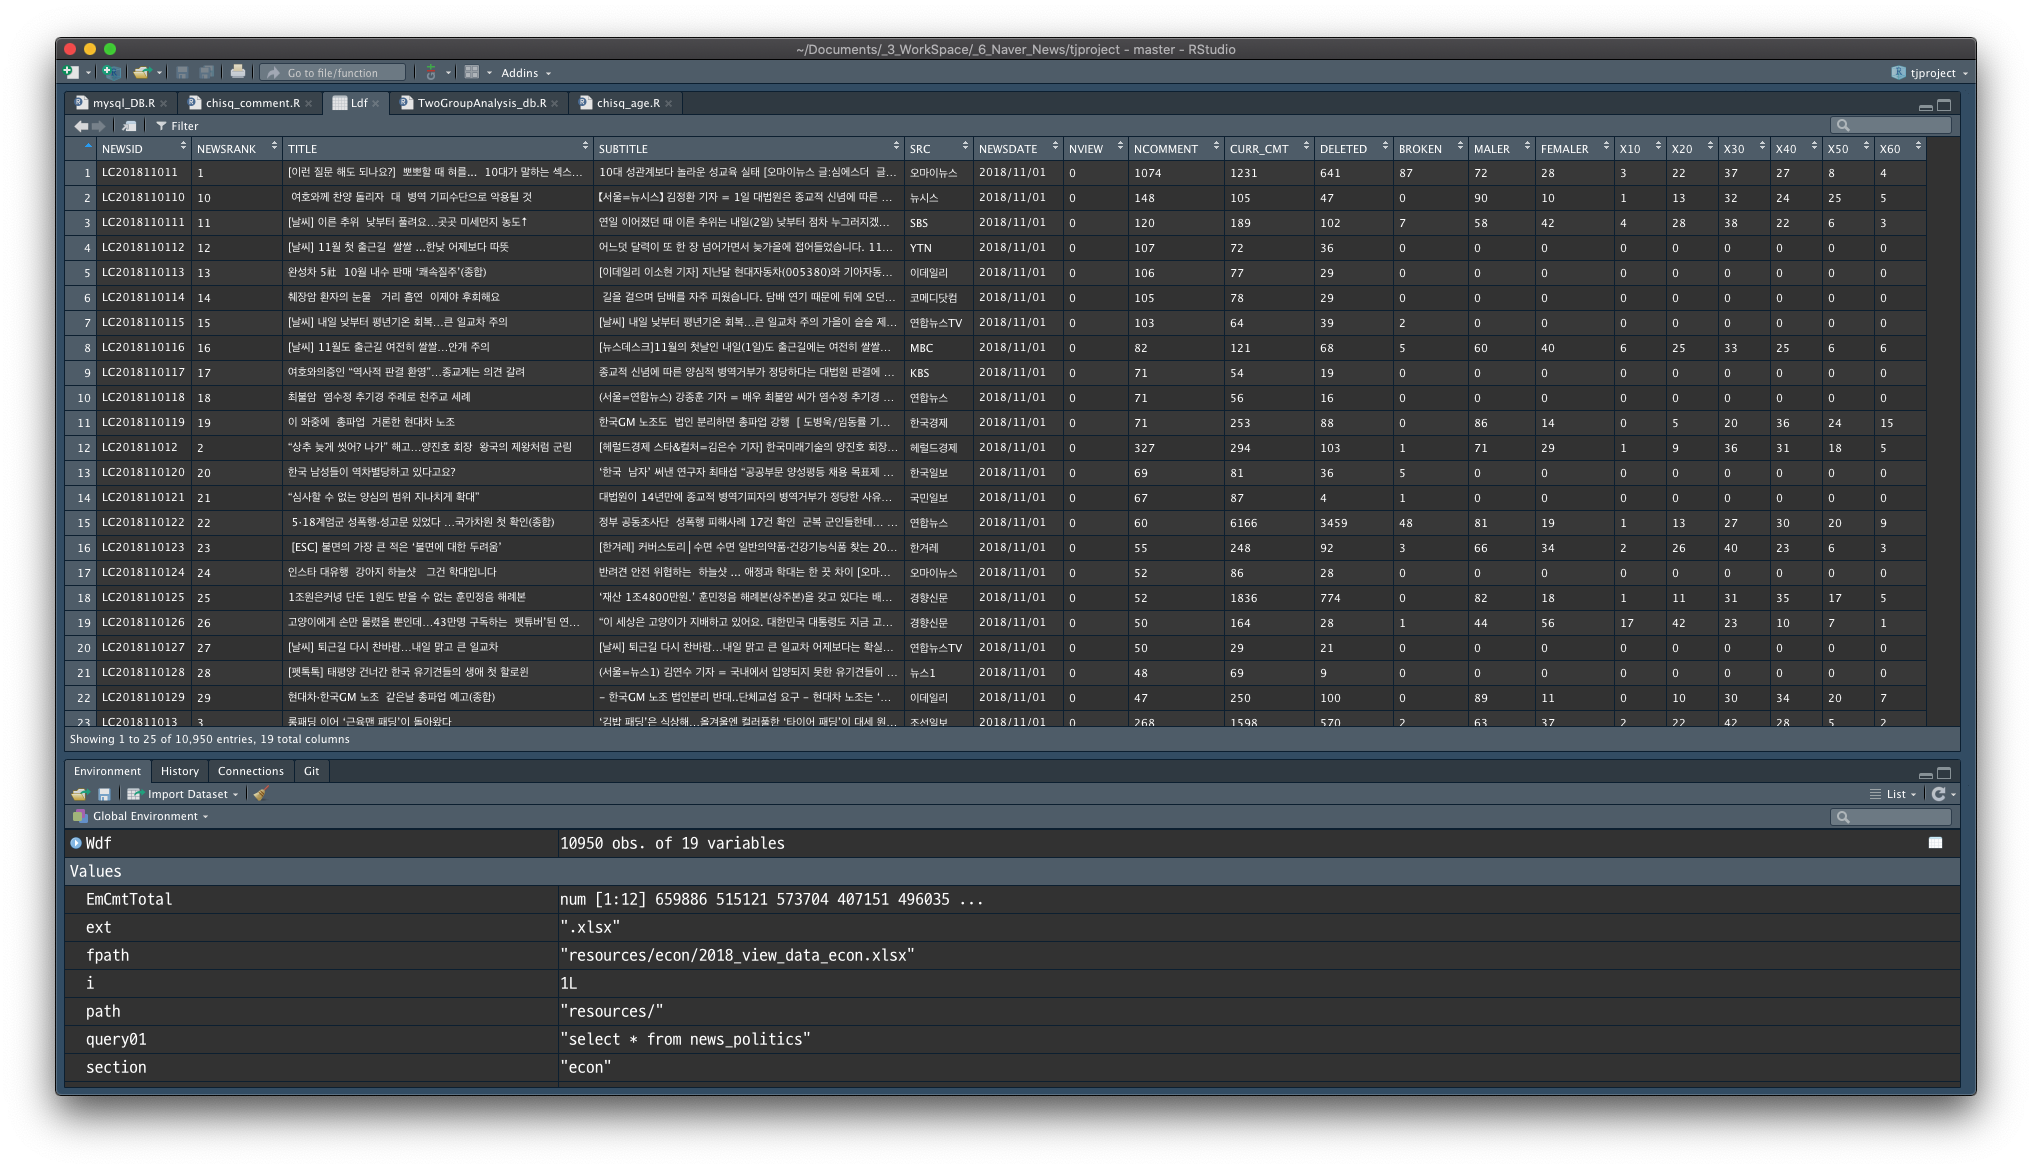 ~/Documents/_3_WorkSpace/_6_Naver_News/tjproject - master - RStudio
Go to file/function Addins tjproject
mysql_DB.R chisq_comment.R Ldf TwoGroupAnalysis_db.R chisq_age.R
Filter
NEWSID NEWSRANK TITLE SUBTITLE SRC NEWSDATE NVIEW NCOMMENT CURR_CMT DELETED BROKEN MALER FEMALER X10 X20 X30 X40 X50 X60
1 LC201811011 1 [이런 질문 해도 되나요?] 뽀뽀할 때 혀를... 10대가 말하는 섹스... 10대 성관계보다 놀라운 성교육 실태 [오마이뉴스 글:심에스더 글... 오마이뉴스 2018/11/01 0 1074 1231 641 87 72 28 3 22 37 27 8 4
2 LC2018110110 10 여호와께 찬양 돌리자 대 병역 기피수단으로 악용될 것 【서울=뉴시스】 김정환 기자 = 1일 대법원은 종교적 신념에 따른 ... 뉴시스 2018/11/01 0 148 105 47 0 90 10 1 13 32 24 25 5
3 LC2018110111 11 [날씨] 이른 추위 낮부터 풀려요…곳곳 미세먼지 농도↑ 연일 이어졌던 때 이른 추위는 내일(2일) 낮부터 점차 누그러지겠... SBS 2018/11/01 0 120 189 102 7 58 42 4 28 38 22 6 3
4 LC2018110112 12 [날씨] 11월 첫 출근길 쌀쌀 ...한낮 어제보다 따뜻 어느덧 달력이 또 한 장 넘어가면서 늦가을에 접어들었습니다. 11... YTN 2018/11/01 0 107 72 36 0 0 0 0 0 0 0 0 0
5 LC2018110113 13 완성차 5社 10월 내수 판매 ‘쾌속질주’(종합) [이데일리 이소현 기자] 지난달 현대자동차(005380)와 기아자동... 이데일리 2018/11/01 0 106 77 29 0 0 0 0 0 0 0 0 0
6 LC2018110114 14 췌장암 환자의 눈물 거리 흡연 이제야 후회해요 길을 걸으며 담배를 자주 피웠습니다. 담배 연기 때문에 뒤에 오던... 코메디닷컴 2018/11/01 0 105 78 29 0 0 0 0 0 0 0 0 0
7 LC2018110115 15 [날씨] 내일 낮부터 평년기온 회복…큰 일교차 주의 [날씨] 내일 낮부터 평년기온 회복…큰 일교차 주의 가을이 슬슬 제... 연합뉴스TV 2018/11/01 0 103 64 39 2 0 0 0 0 0 0 0 0
8 LC2018110116 16 [날씨] 11월도 출근길 여전히 쌀쌀…안개 주의 [뉴스데스크]11월의 첫날인 내일(1일)도 출근길에는 여전히 쌀쌀... MBC 2018/11/01 0 82 121 68 5 60 40 6 25 33 25 6 6
9 LC2018110117 17 여호와의증인 “역사적 판결 환영”…종교계는 의견 갈려 종교적 신념에 따른 양심적 병역거부가 정당하다는 대법원 판결에 ... KBS 2018/11/01 0 71 54 19 0 0 0 0 0 0 0 0 0
10 LC2018110118 18 최불암 염수정 추기경 주례로 천주교 세례 (서울=연합뉴스) 강종훈 기자 = 배우 최불암 씨가 염수정 추기경 ... 연합뉴스 2018/11/01 0 71 56 16 0 0 0 0 0 0 0 0 0
11 LC2018110119 19 이 와중에 총파업 거론한 현대차 노조 한국GM 노조도 법인 분리하면 총파업 강행 [ 도병욱/임동률 기... 한국경제 2018/11/01 0 71 253 88 0 86 14 0 5 20 36 24 15
12 LC201811012 2 “상추 늦게 씻어? 나가” 해고…양진호 회장 왕국의 제왕처럼 군림 [헤럴드경제 스타&컬처=김은수 기자] 한국미래기술의 양진호 회장... 헤럴드경제 2018/11/01 0 327 294 103 1 71 29 1 9 36 31 18 5
13 LC2018110120 20 한국 남성들이 역차별당하고 있다고요? ‘한국 남자’ 써낸 연구자 최태섭 “공공부문 양성평등 채용 목표제 ... 한국일보 2018/11/01 0 69 81 36 5 0 0 0 0 0 0 0 0
14 LC2018110121 21 “심사할 수 없는 양심의 범위 지나치게 확대” 대법원이 14년만에 종교적 병역기피자의 병역거부가 정당한 사유... 국민일보 2018/11/01 0 67 87 4 1 0 0 0 0 0 0 0 0
15 LC2018110122 22 5·18계엄군 성폭행·성고문 있었다 …국가차원 첫 확인(종합) 정부 공동조사단 성폭행 피해사례 17건 확인 군복 군인들한테… ... 연합뉴스 2018/11/01 0 60 6166 3459 48 81 19 1 13 27 30 20 9
16 LC2018110123 23 [ESC] 불면의 가장 큰 적은 ‘불면에 대한 두려움’ [한겨레] 커버스토리│수면 수면 일반의약품·건강기능식품 찾는 20... 한겨레 2018/11/01 0 55 248 92 3 66 34 2 26 40 23 6 3
17 LC2018110124 24 인스타 대유행 강아지 하늘샷 그건 학대입니다 반려견 안전 위협하는 하늘샷 ... 애정과 학대는 한 끗 차이 [오마... 오마이뉴스 2018/11/01 0 52 86 28 0 0 0 0 0 0 0 0 0
18 LC2018110125 25 1조원은커녕 단돈 1원도 받을 수 없는 훈민정음 해례본 ‘재산 1조4800만원.’ 훈민정음 해례본(상주본)을 갖고 있다는 배... 경향신문 2018/11/01 0 52 1836 774 0 82 18 1 11 31 35 17 5
19 LC2018110126 26 고양이에게 손만 물렸을 뿐인데…43만명 구독하는 펫튜버’된 연... “이 세상은 고양이가 지배하고 있어요. 대한민국 대통령도 지금 고... 경향신문 2018/11/01 0 50 164 28 1 44 56 17 42 23 10 7 1
20 LC2018110127 27 [날씨] 퇴근길 다시 찬바람…내일 맑고 큰 일교차 [날씨] 퇴근길 다시 찬바람…내일 맑고 큰 일교차 어제보다는 확실... 연합뉴스TV 2018/11/01 0 50 29 21 0 0 0 0 0 0 0 0 0
21 LC2018110128 28 [펫톡톡] 태평양 건너간 한국 유기견들의 생애 첫 할로윈 (서울=뉴스1) 김연수 기자 = 국내에서 입양되지 못한 유기견들이 ... 뉴스1 2018/11/01 0 48 69 9 0 0 0 0 0 0 0 0 0
22 LC2018110129 29 현대차·한국GM 노조 같은날 총파업 예고(종합) - 한국GM 노조 법인분리 반대..단체교섭 요구 - 현대차 노조는 ‘... 이데일리 2018/11/01 0 47 250 100 0 89 11 0 10 30 34 20 7
23 LC201811013 3 롱패딩 이어 ‘근육맨 패딩’이 돌아왔다 ‘김밥 패딩’은 식상해…올겨울엔 컬러풀한 ‘타이어 패딩’이 대세 원... 조선일보 2018/11/01 0 268 1598 570 2 63 37 2 22 42 28 5 2
Showing 1 to 25 of 10,950 entries, 19 total columns
Environment History Connections Git
Import Dataset List
Global Environment
Wdf 10950 obs. of 19 variables
Values
EmCmtTotal num [1:12] 659886 515121 573704 407151 496035 ...
ext ".xlsx"
fpath "resources/econ/2018_view_data_econ.xlsx"
i 1L
path "resources/"
query01 "select * from news_politics"
section "econ"